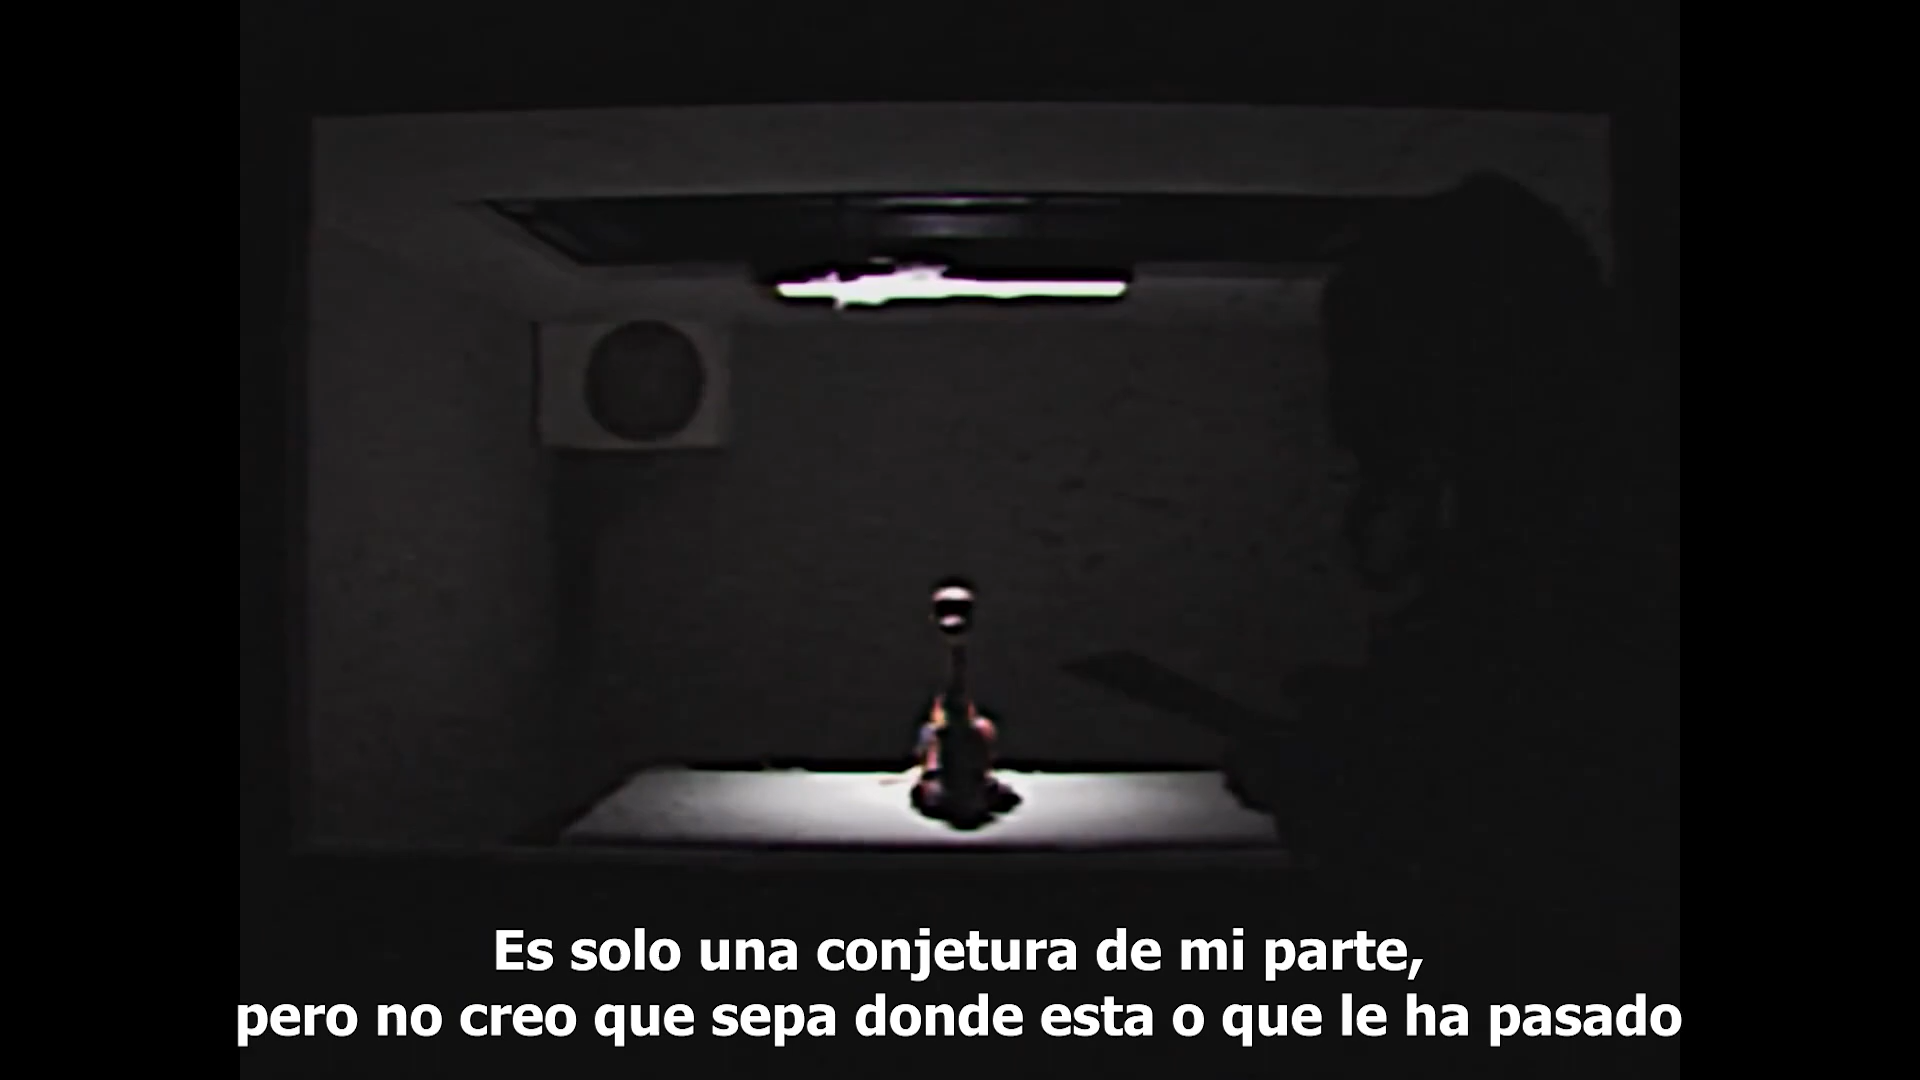 Es solo una conjetura de mi parte,
pero no creo que sepa donde esta o que le ha pasado